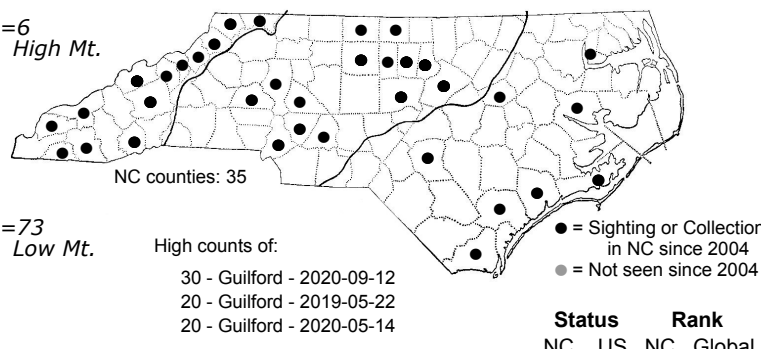 =6
High Mt.
NC counties: 35
=73
Low Mt.
High counts of:
30 - Guilford - 2020-09-12
20 - Guilford - 2019-05-22
20 - Guilford - 2020-05-14
● = Sighting or Collection
in NC since 2004
● = Not seen since 2004
Status Rank
NC US NC Global